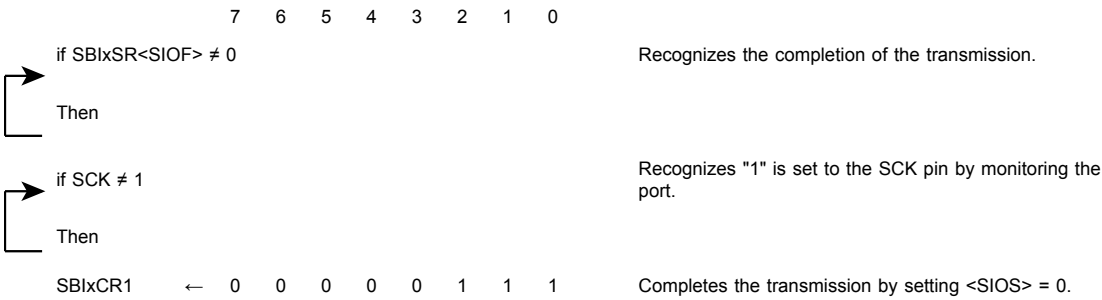 7 6 5 4 3 2 1 0
if SBIxSR<SIOF> ≠ 0 Recognizes the completion of the transmission.
Then
if SCK ≠ 1 Recognizes "1" is set to the SCK pin by monitoring the
port.
Then
SBIxCR1 ← 0 0 0 0 0 1 1 1 Completes the transmission by setting <SIOS> = 0.